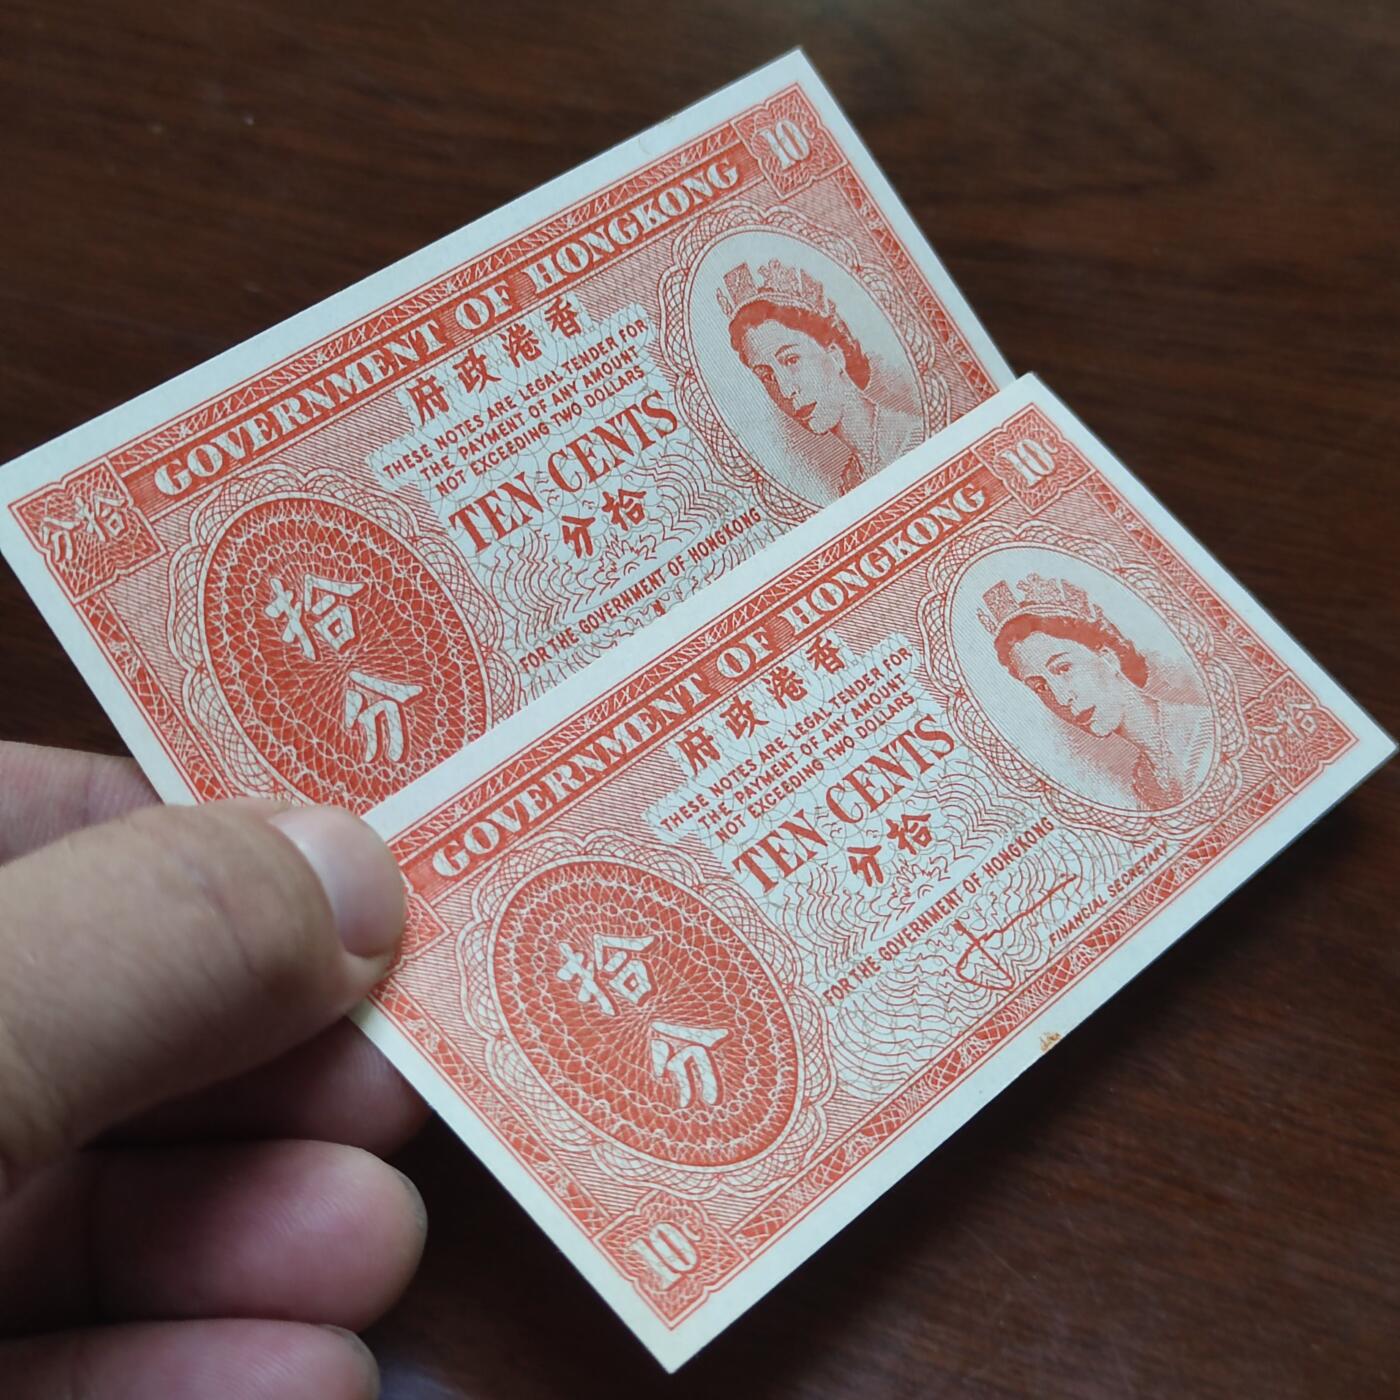 10¢
GOVERNMENT OF HONGKONG
府政港香
THESE NOTES ARE LEGAL TENDER FOR
THE PAYMENT OF ANY AMOUNT
NOT EXCEEDING TWO DOLLARS
TEN CENTS
分拾
FOR THE GOVERNMENT OF HONGKONG
分拾
拾
分
10¢
GOVERNMENT OF HONGKONG
府政港香
THESE NOTES ARE LEGAL TENDER FOR
THE PAYMENT OF ANY AMOUNT
NOT EXCEEDING TWO DOLLARS
TEN CENTS
分拾
FOR THE GOVERNMENT OF HONGKONG
FINANCIAL SECRETARY
分拾
拾
分
10¢